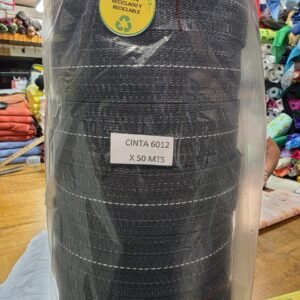 RECICLADO Y
RECICLABLE
CINTA 6012
X 50 MTS